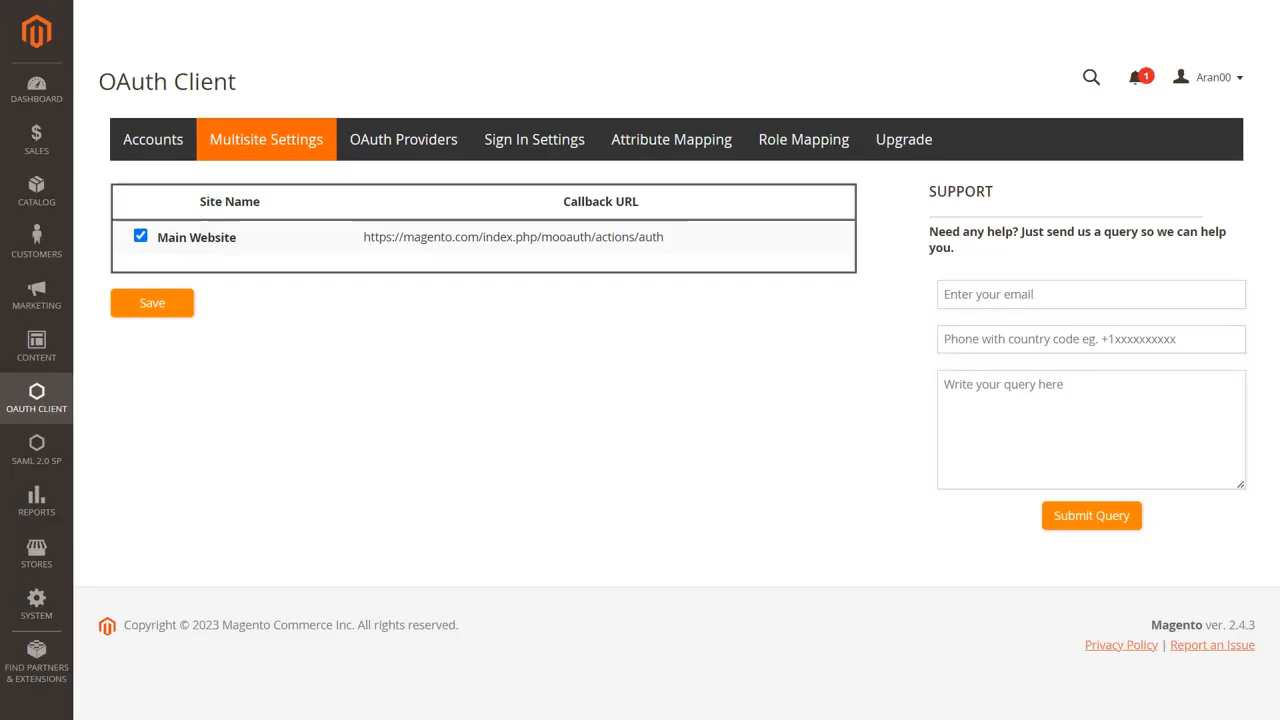 OAuth Client
1
Aran00
DASHBOARD
SALES
CATALOG
CUSTOMERS
MARKETING
CONTENT
OAUTH CLIENT
SAML 2.0 SP
REPORTS
STORES
SYSTEM
FIND PARTNERS
& EXTENSIONS
Accounts Multisite Settings OAuth Providers Sign In Settings Attribute Mapping Role Mapping Upgrade
Site Name Callback URL
Main Website https://magento.com/index.php/mooauth/actions/auth
Save
SUPPORT
Need any help? Just send us a query so we can help
you.
Enter your email
Phone with country code eg. +1xxxxxxxxxx
Write your query here
Submit Query
Copyright © 2023 Magento Commerce Inc. All rights reserved.
Magento ver. 2.4.3
Privacy Policy | Report an Issue